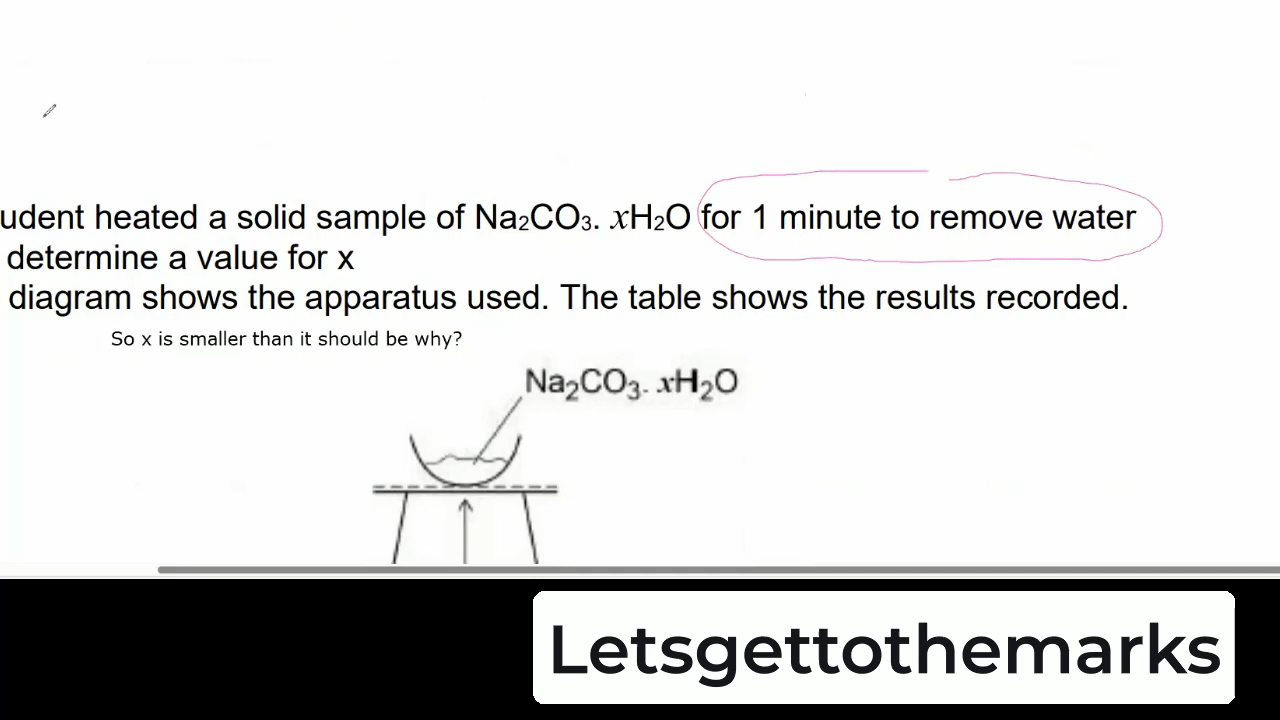 udent heated a solid sample of Na₂CO₃. xH₂O for 1 minute to remove water
determine a value for x
diagram shows the apparatus used. The table shows the results recorded.
So x is smaller than it should be why?
Na₂CO₃. xH₂O
Letsgettothemarks